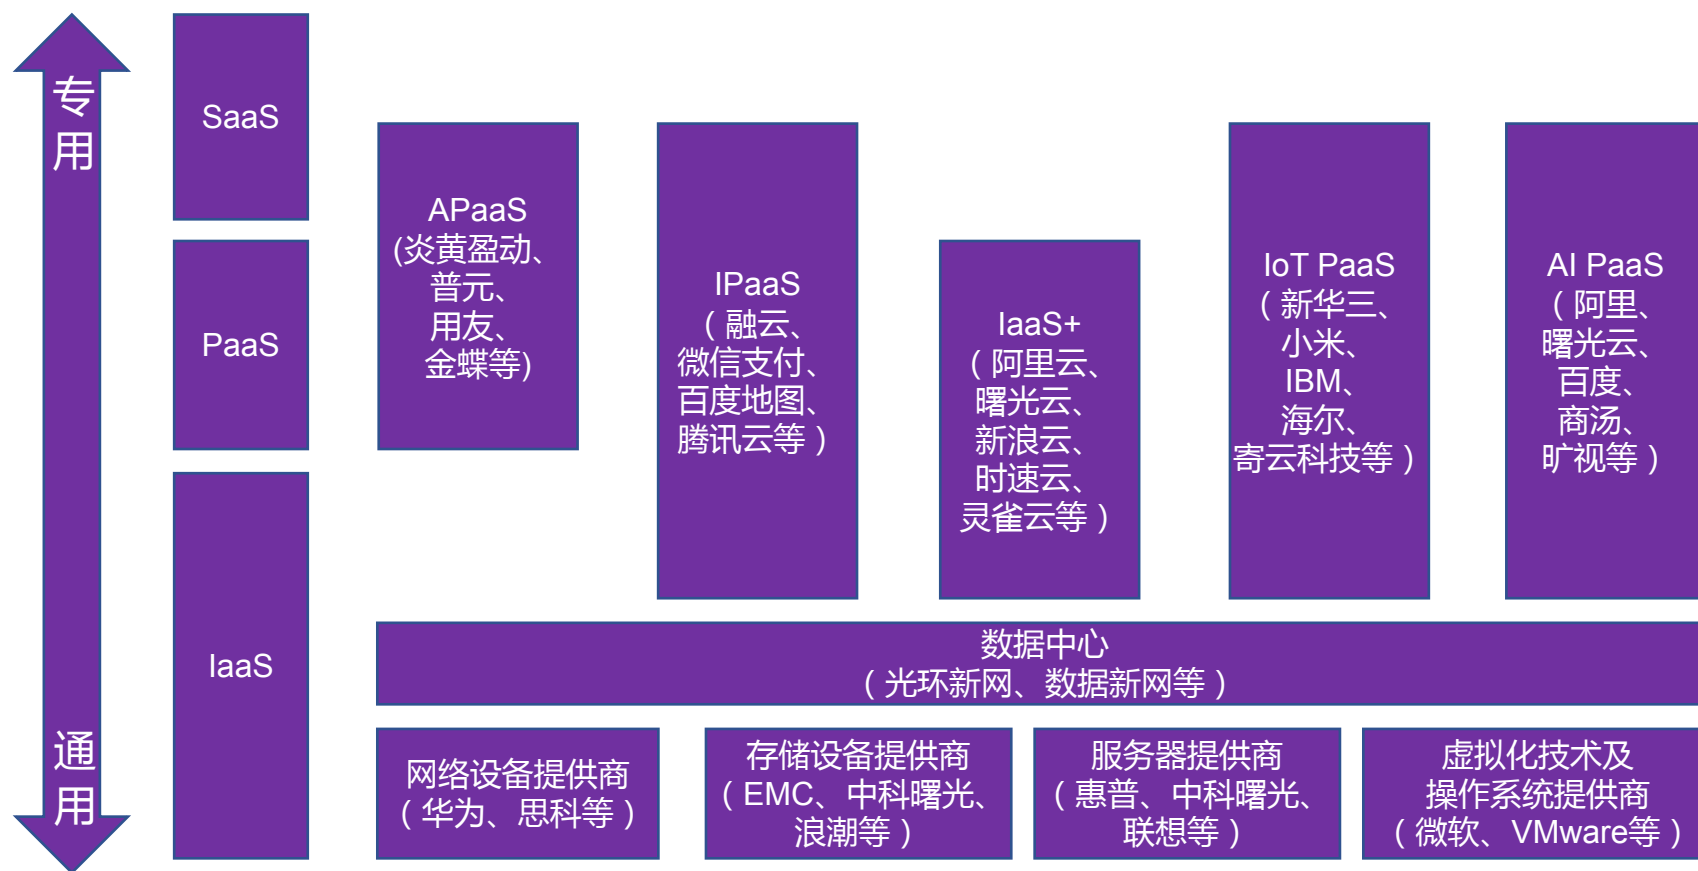 专
用
通
用
SaaS
PaaS
IaaS
APaaS
(炎黄盈动、
普元、
用友、
金蝶等)
IPaaS
（融云、
微信支付、
百度地图、
腾讯云等）
IaaS+
（阿里云、
曙光云、
新浪云、
时速云、
灵雀云等）
IoT PaaS
（新华三、
小米、
IBM、
海尔、
寄云科技等）
AI PaaS
（阿里、
曙光云、
百度、
商汤、
旷视等）
数据中心
（光环新网、数据新网等）
网络设备提供商
（华为、思科等）
存储设备提供商
（EMC、中科曙光、
浪潮等）
服务器提供商
（惠普、中科曙光、
联想等）
虚拟化技术及
操作系统提供商
（微软、VMware等）